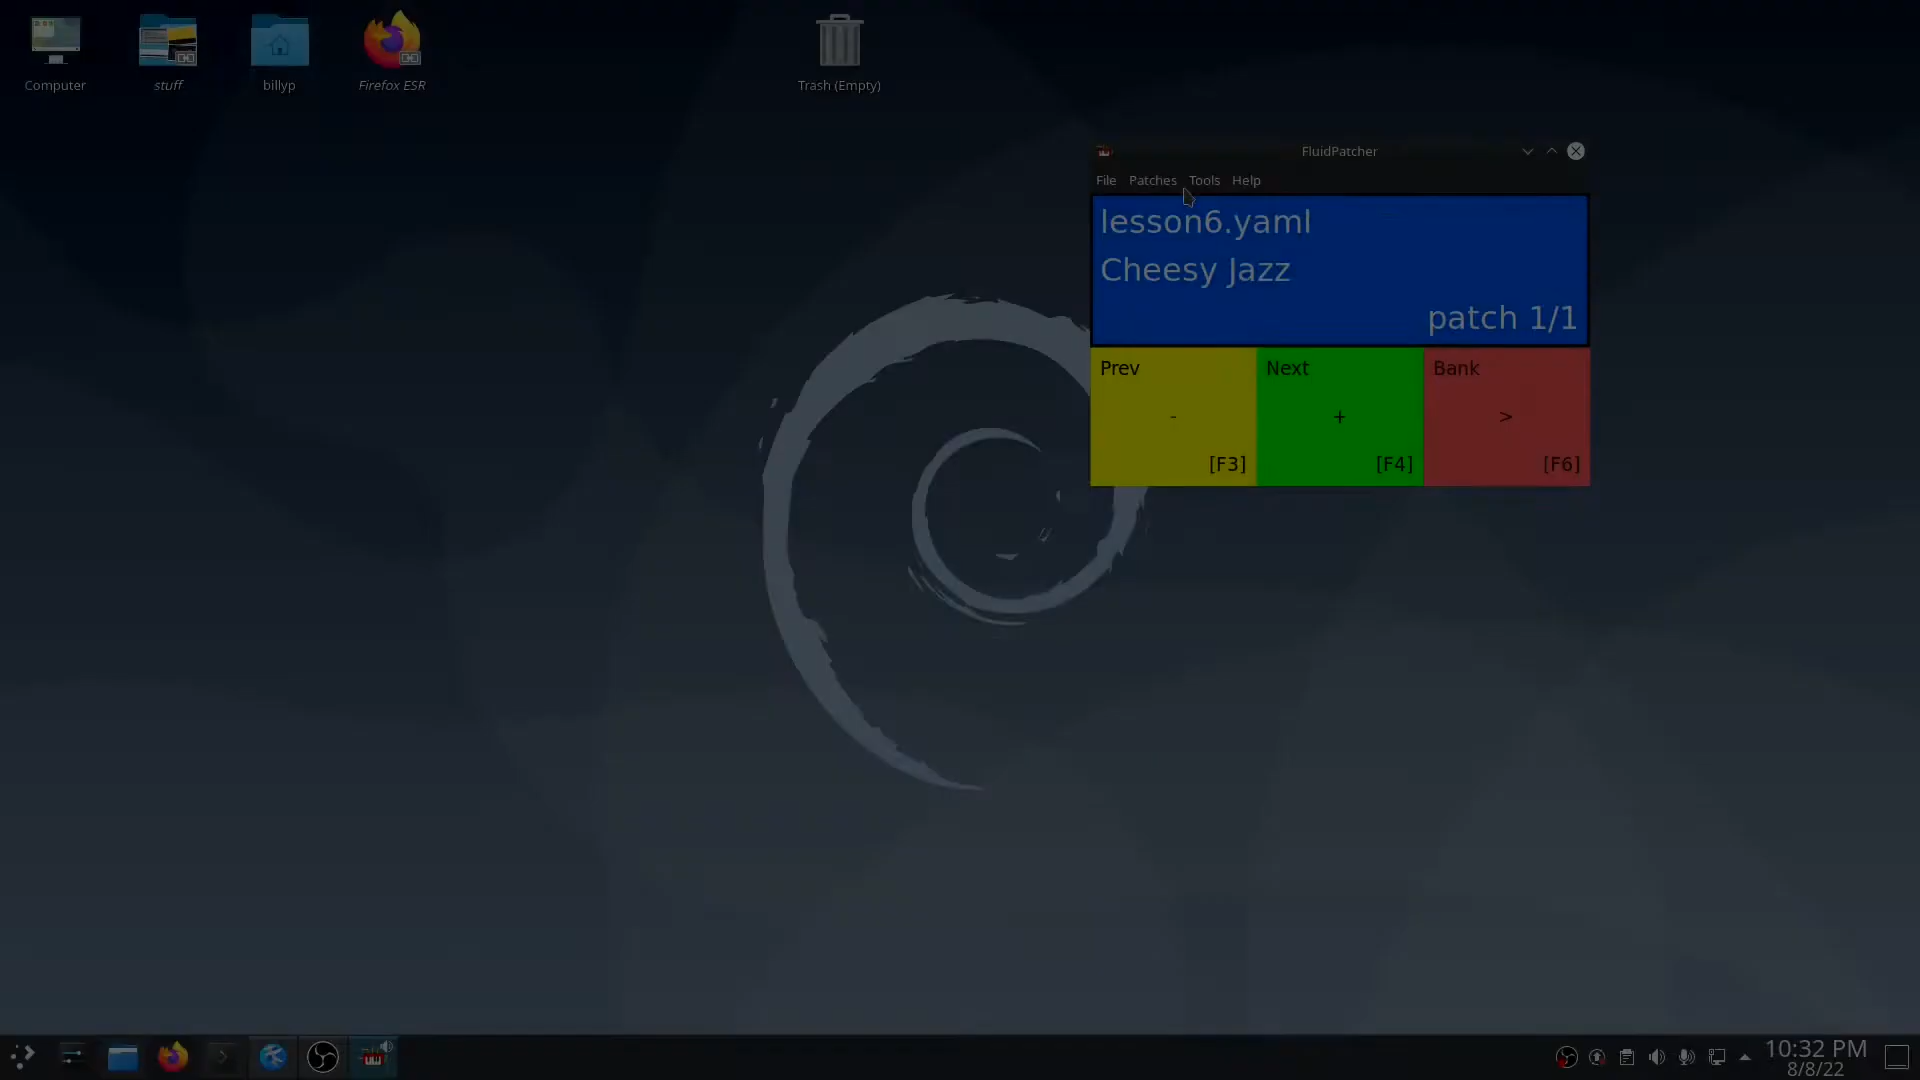 Computer
stuff
billyp
Firefox ESR
Trash (Empty)
FluidPatcher
File Patches Tools Help
lesson6.yaml
Cheesy Jazz
patch 1/1
Prev Next Bank
- + >
[F3] [F4] [F6]
10:32 PM
8/8/22